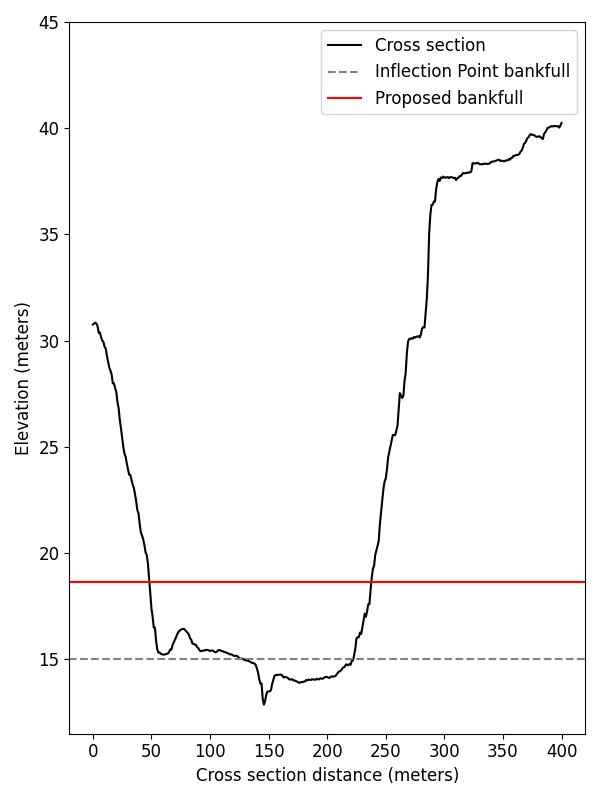 45
40
35
30
25
20
15
Elevation (meters)
Cross section
Inflection Point bankfull
Proposed bankfull
0 50 100 150 200 250 300 350 400
Cross section distance (meters)